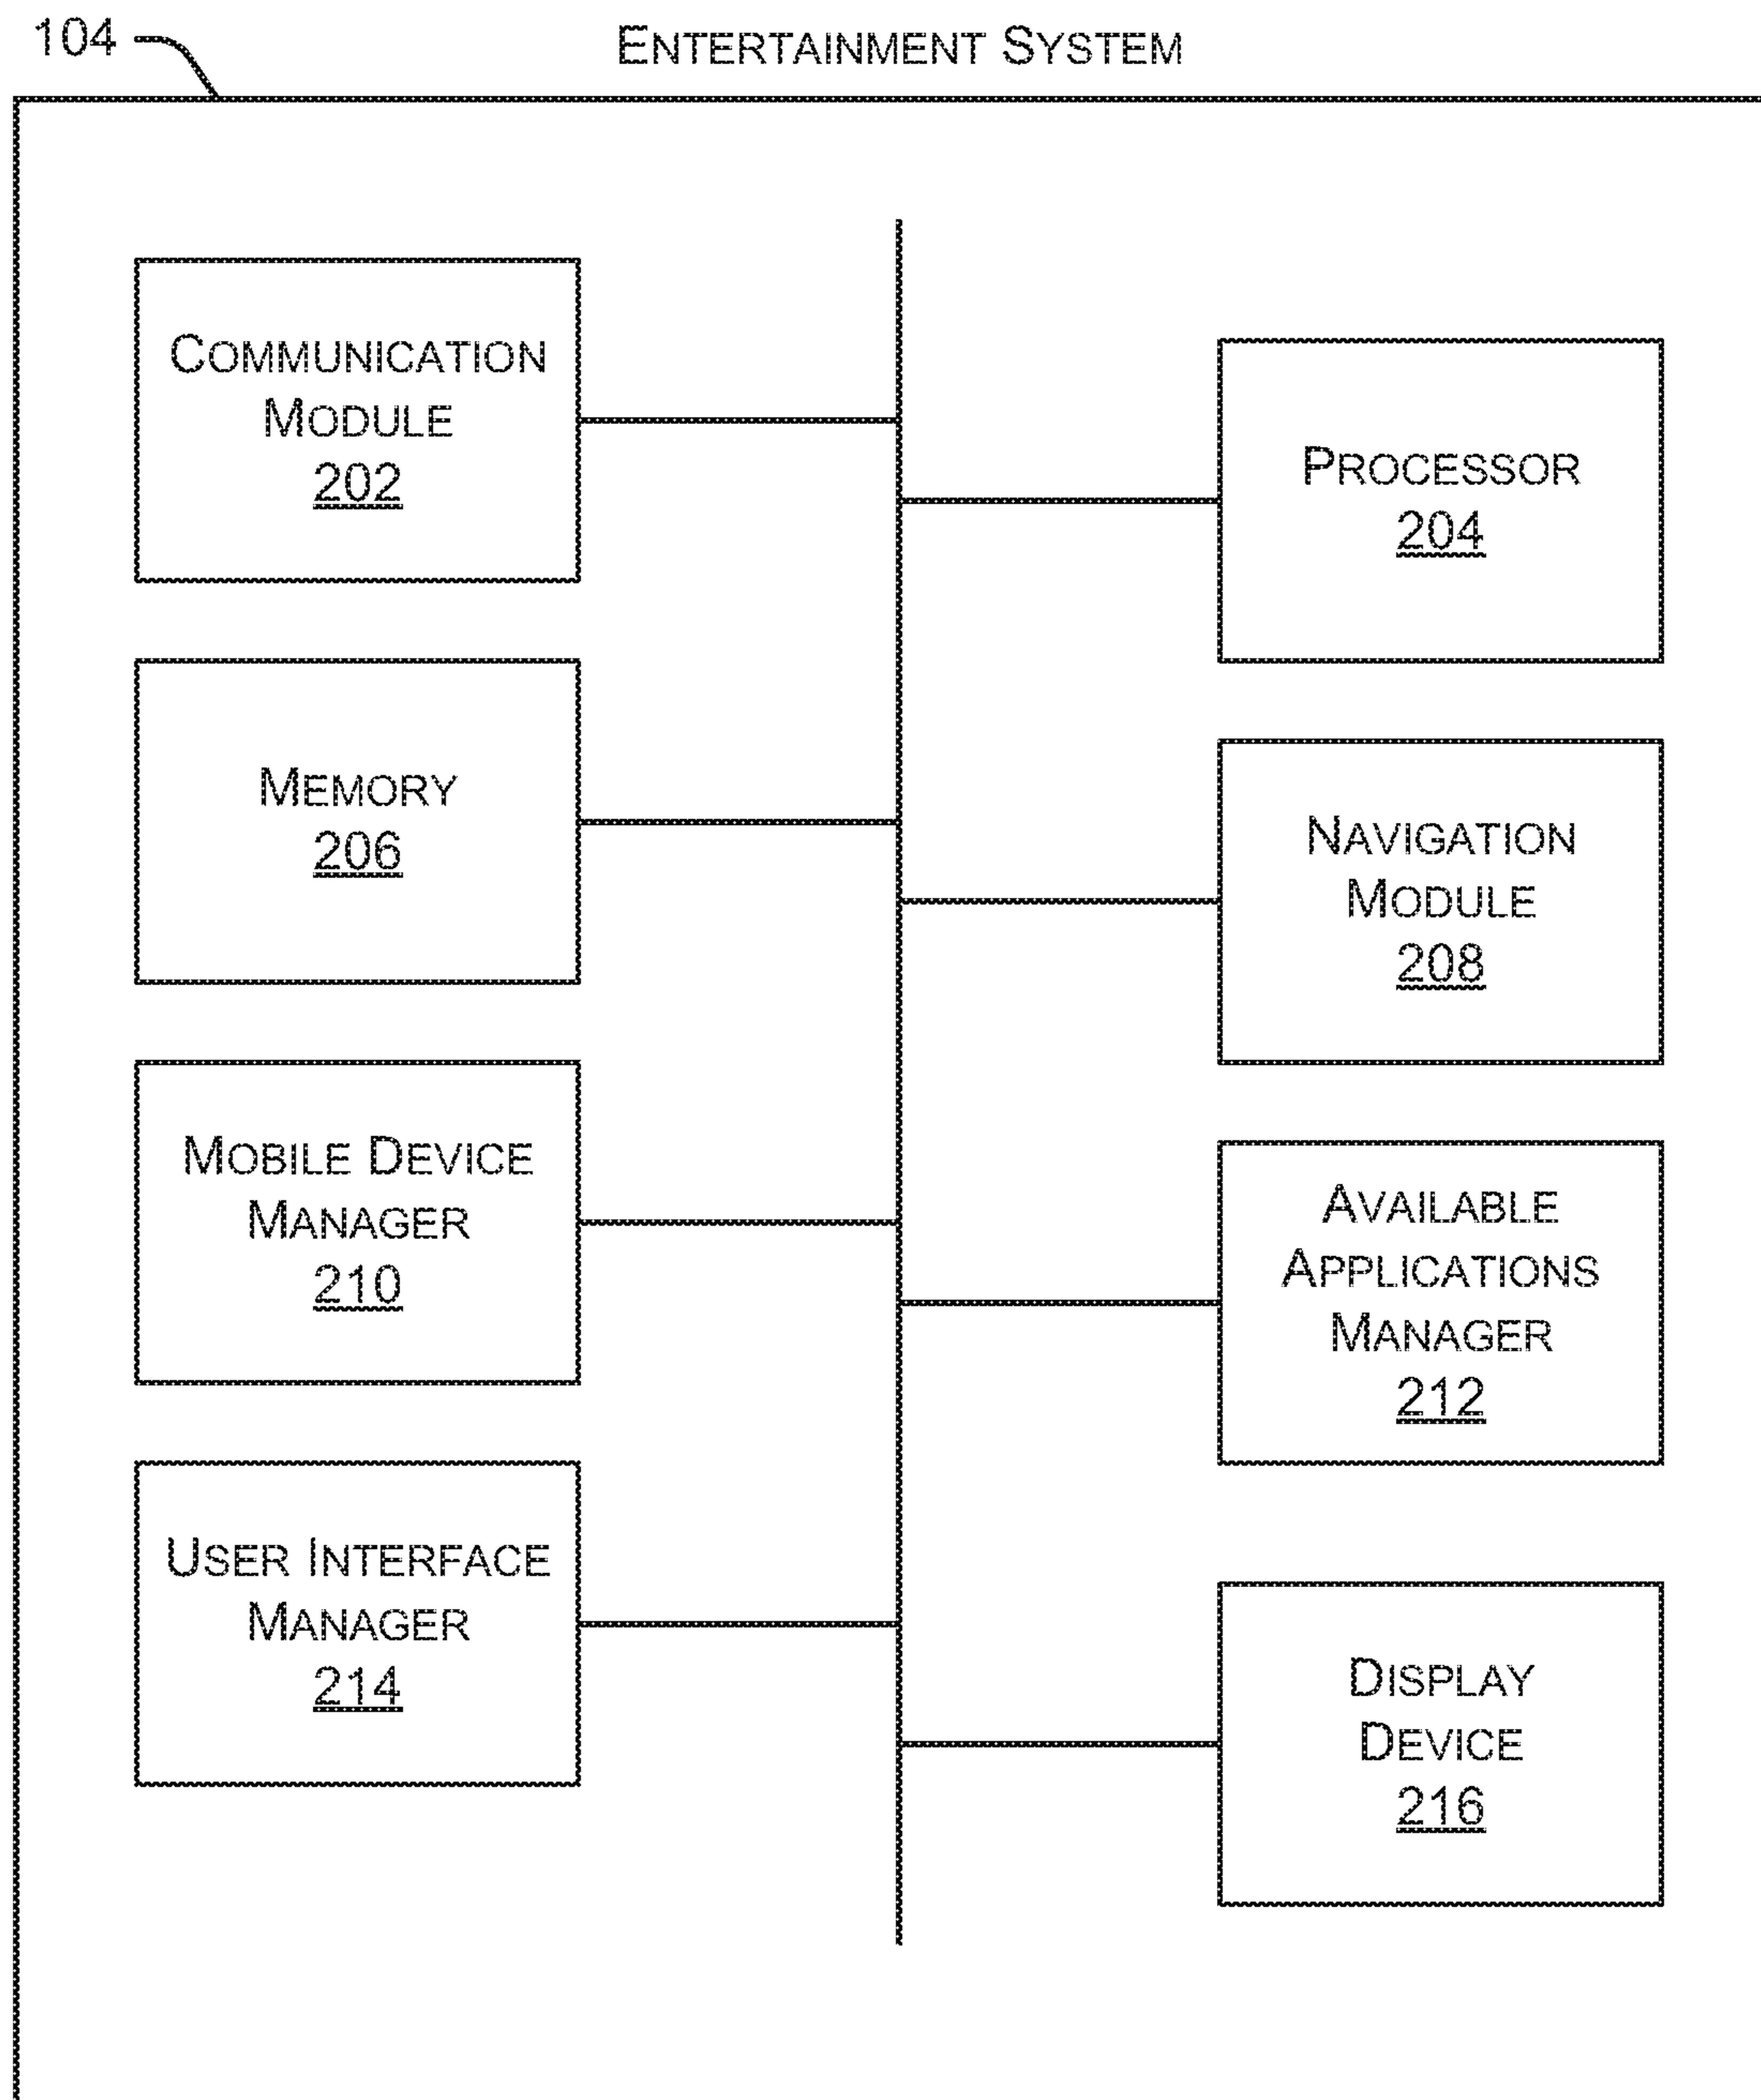 104
ENTERTAINMENT SYSTEM
COMMUNICATION
MODULE
202
PROCESSOR
204
MEMORY
206
NAVIGATION
MODULE
208
MOBILE DEVICE
MANAGER
210
AVAILABLE
APPLICATIONS
MANAGER
212
USER INTERFACE
MANAGER
214
DISPLAY
DEVICE
216